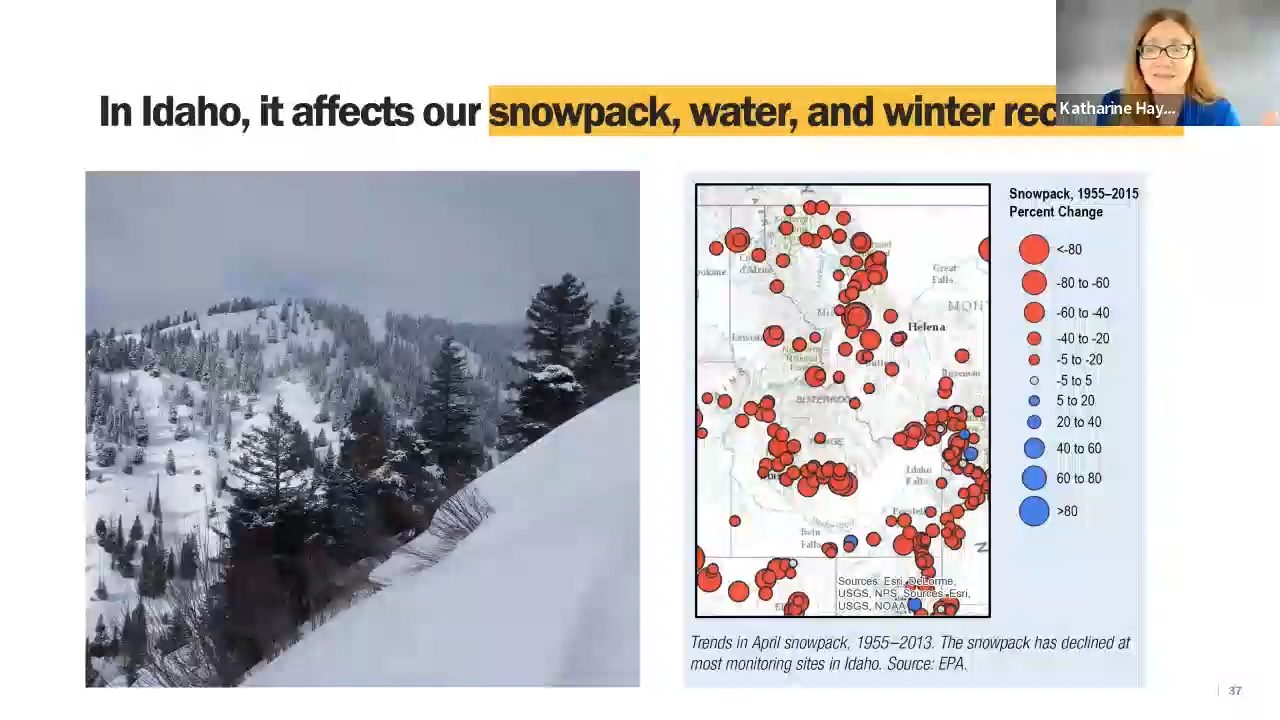 In Idaho, it affects our snowpack, water, and winter rec
Katharine Hay...
Snowpack, 1955–2015
Percent Change
<-80
-80 to -60
-60 to -40
-40 to -20
-5 to -20
-5 to 5
5 to 20
20 to 40
40 to 60
60 to 80
>80
Great
Falls
Helena
Idaho
Falls
Sources: Esri, DeLorme,
USGS, NPS, Sources: Esri,
USGS, NOAA
Trends in April snowpack, 1955–2013. The snowpack has declined at
most monitoring sites in Idaho. Source: EPA.
37